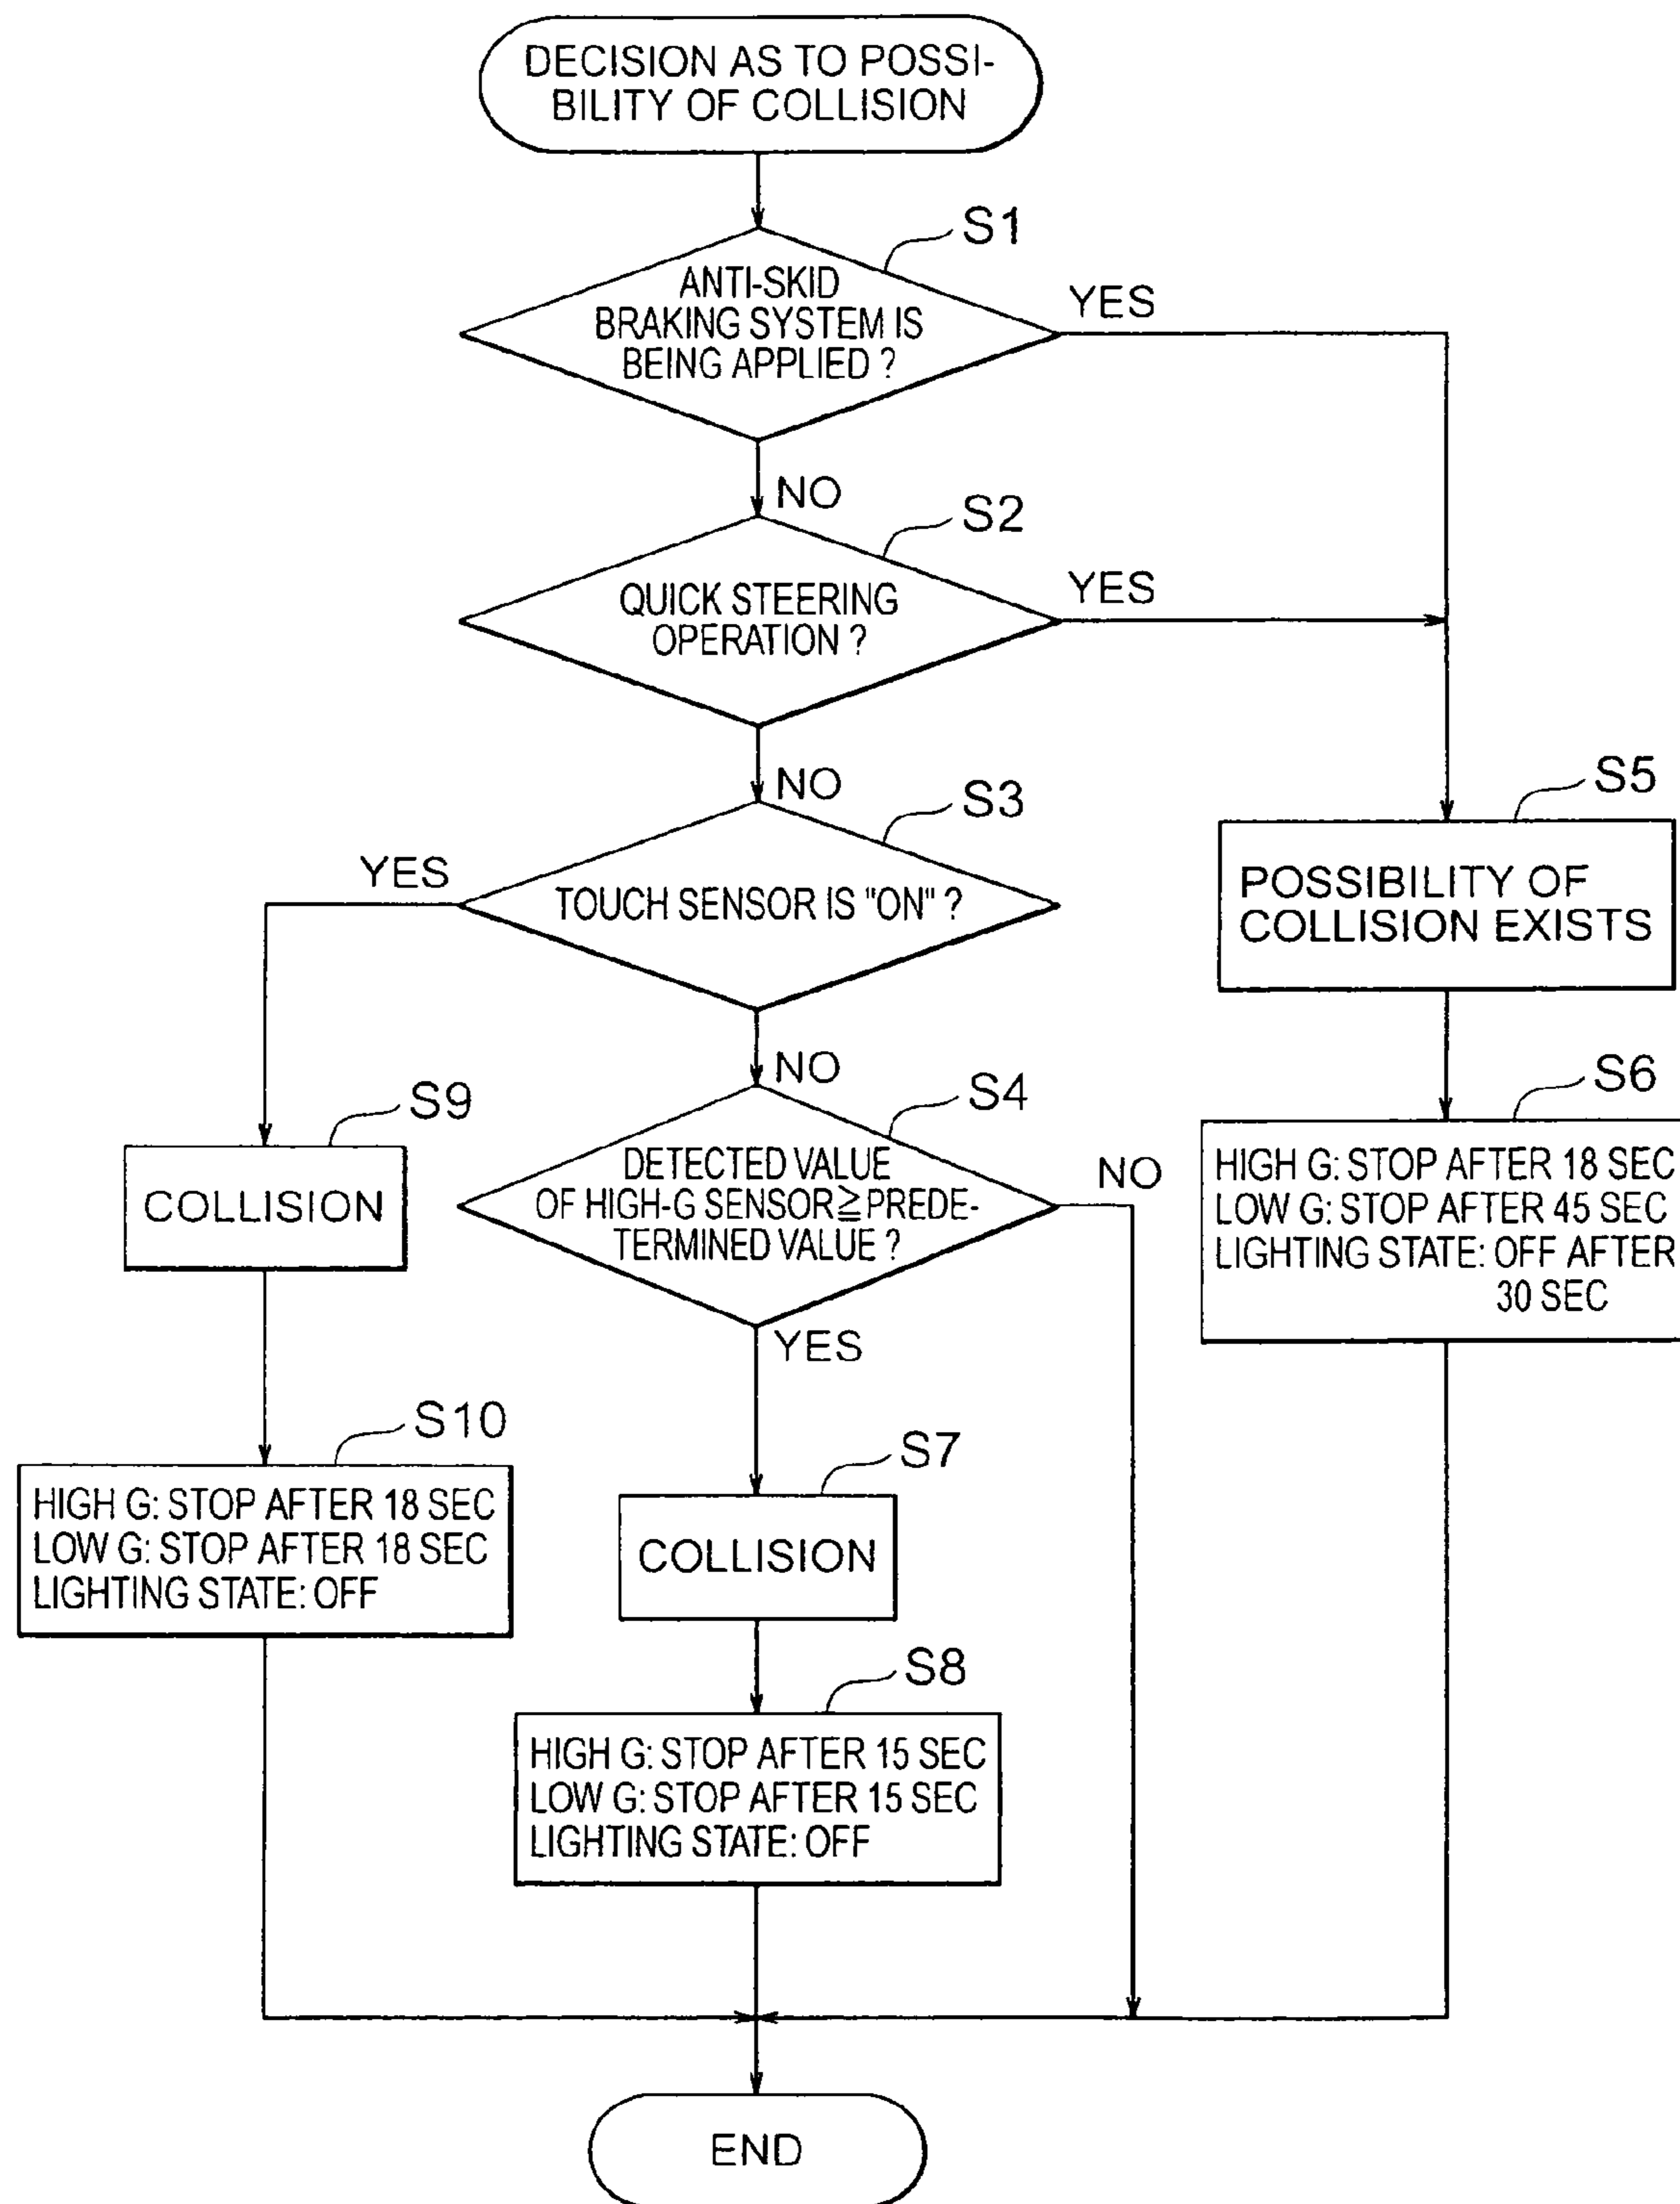 DECISION AS TO POSSI-
BILITY OF COLLISION
S1
ANTI-SKID
BRAKING SYSTEM IS
BEING APPLIED ?
YES
NO
S2
QUICK STEERING
OPERATION ?
YES
NO
S3
TOUCH SENSOR IS "ON" ?
YES
NO
S5
POSSIBILITY OF
COLLISION EXISTS
S4
DETECTED VALUE
OF HIGH-G SENSOR≧PREDE-
TERMINED VALUE ?
NO
YES
S9
COLLISION
S6
HIGH G: STOP AFTER 18 SEC
LOW G: STOP AFTER 45 SEC
LIGHTING STATE: OFF AFTER
30 SEC
S10
HIGH G: STOP AFTER 18 SEC
LOW G: STOP AFTER 18 SEC
LIGHTING STATE: OFF
S7
COLLISION
S8
HIGH G: STOP AFTER 15 SEC
LOW G: STOP AFTER 15 SEC
LIGHTING STATE: OFF
END